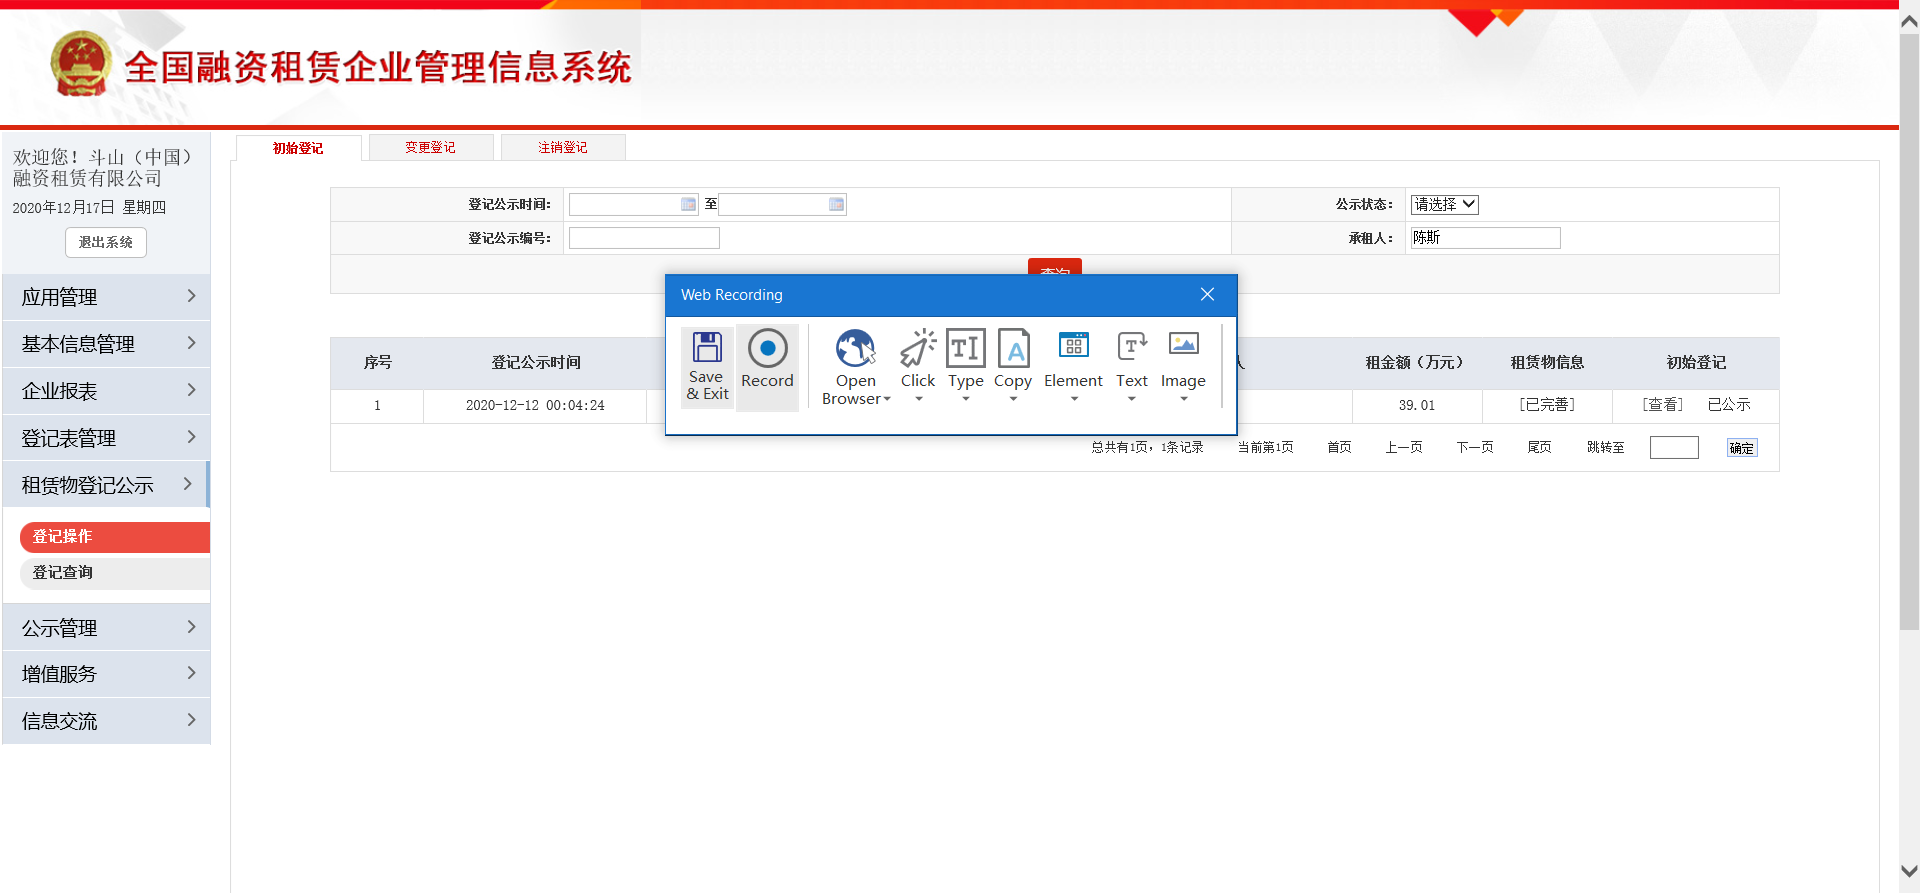 全国融资租赁企业管理信息系统
欢迎您！斗山（中国）
融资租赁有限公司
2020年12月17日 星期四
退出系统
应用管理
基本信息管理
企业报表
登记表管理
租赁物登记公示
登记操作
登记查询
公示管理
增值服务
信息交流
初始登记 变更登记 注销登记
登记公示时间： 至 公示状态： 请选择
登记公示编号： 承租人： 陈斯
查询
Web Recording
Save & Exit
Record
Open Browser
Click
Type
Copy
Element
Text
Image
序号 登记公示时间 人 租金额（万元） 租赁物信息 初始登记
1 2020-12-12 00:04:24 39.01 [已完善] [查看] 已公示
总共有1页，1条记录 当前第1页 首页 上一页 下一页 尾页 跳转至 确定